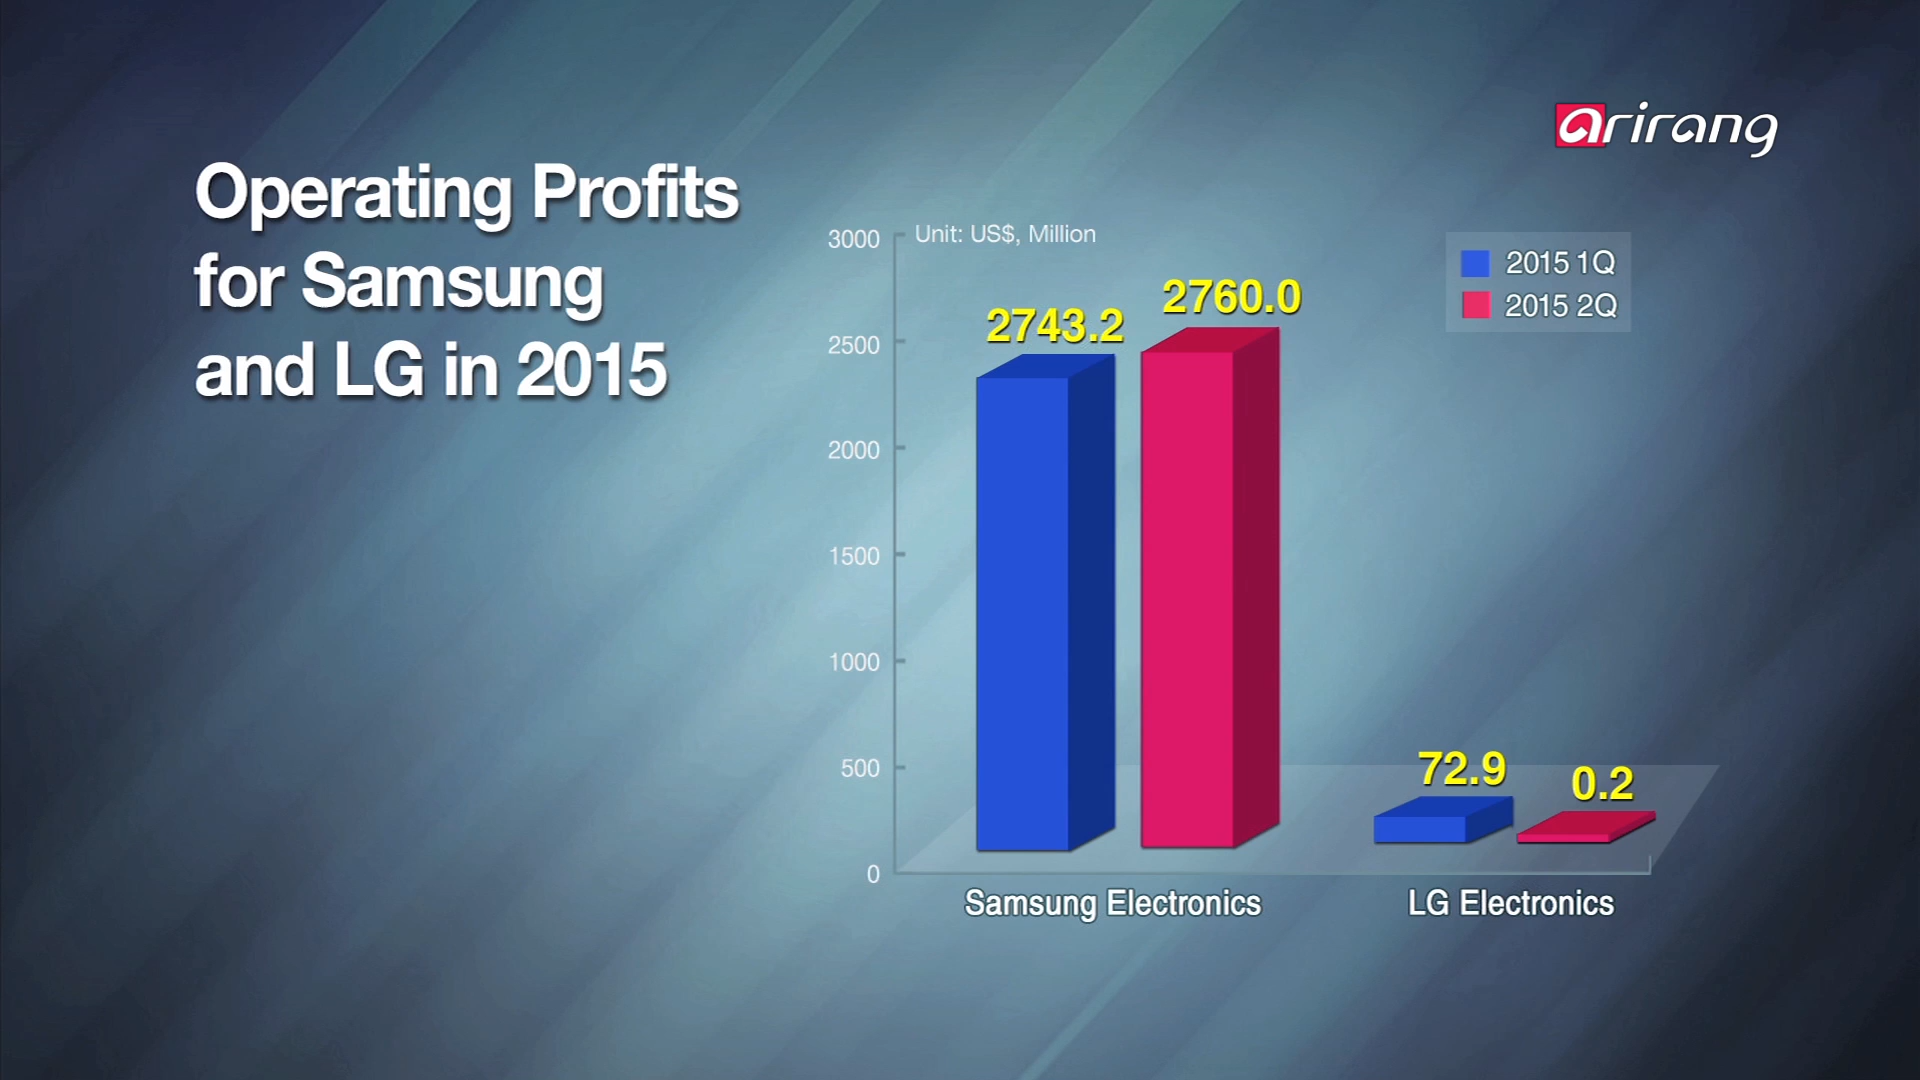 arirang
Operating Profits
for Samsung
and LG in 2015
Unit: US$, Million
3000
2500
2000
1500
1000
500
0
2015 1Q
2015 2Q
2743.2
2760.0
72.9
0.2
Samsung Electronics
LG Electronics